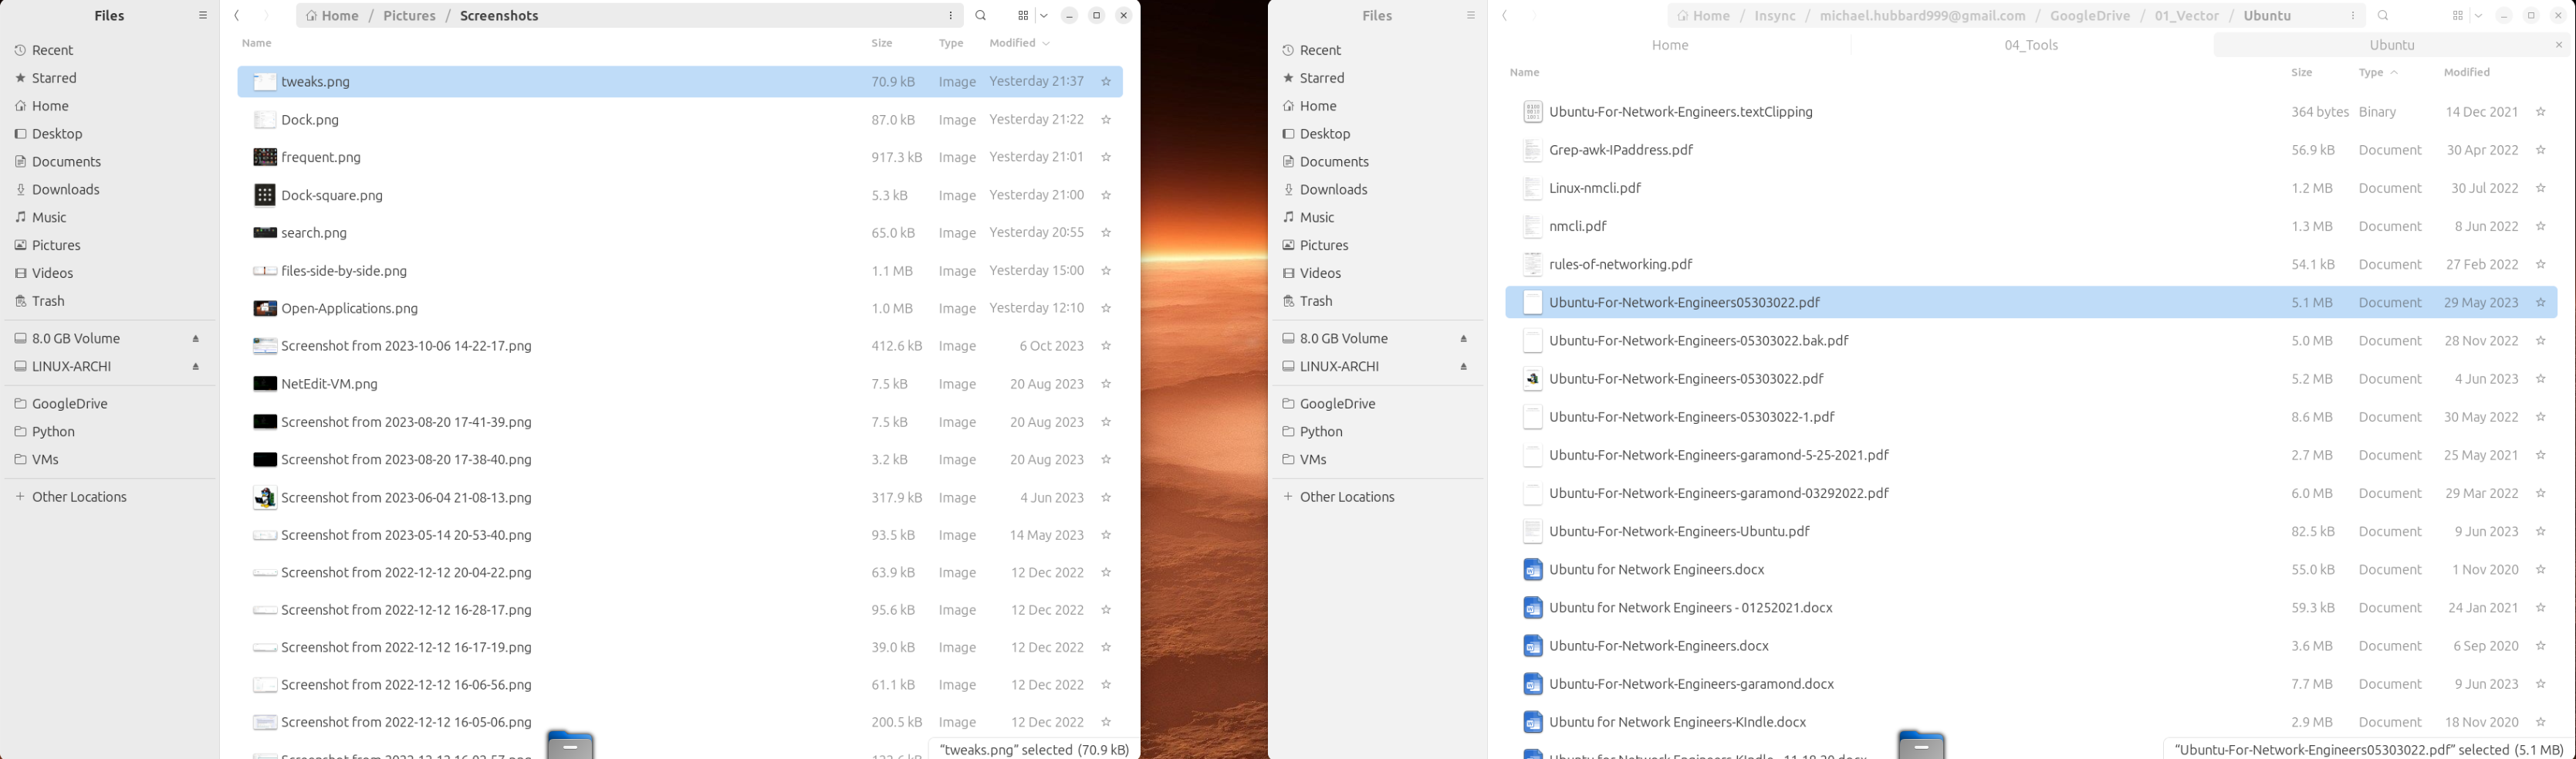 Files
Recent
Starred
Home
Desktop
Documents
Downloads
Music
Pictures
Videos
Trash
8.0 GB Volume
LINUX-ARCHI
GoogleDrive
Python
VMs
Other Locations
Home / Pictures / Screenshots
Name Size Type Modified
tweaks.png 70.9 kB Image Yesterday 21:37
Dock.png 87.0 kB Image Yesterday 21:22
frequent.png 917.3 kB Image Yesterday 21:01
Dock-square.png 5.3 kB Image Yesterday 21:00
search.png 65.0 kB Image Yesterday 20:55
files-side-by-side.png 1.1 MB Image Yesterday 15:00
Open-Applications.png 1.0 MB Image Yesterday 12:10
Screenshot from 2023-10-06 14-22-17.png 412.6 kB Image 6 Oct 2023
NetEdit-VM.png 7.5 kB Image 20 Aug 2023
Screenshot from 2023-08-20 17-41-39.png 7.5 kB Image 20 Aug 2023
Screenshot from 2023-08-20 17-38-40.png 3.2 kB Image 20 Aug 2023
Screenshot from 2023-06-04 21-08-13.png 317.9 kB Image 4 Jun 2023
Screenshot from 2023-05-14 20-53-40.png 93.5 kB Image 14 May 2023
Screenshot from 2022-12-12 20-04-22.png 63.9 kB Image 12 Dec 2022
Screenshot from 2022-12-12 16-28-17.png 95.6 kB Image 12 Dec 2022
Screenshot from 2022-12-12 16-17-19.png 39.0 kB Image 12 Dec 2022
Screenshot from 2022-12-12 16-06-56.png 61.1 kB Image 12 Dec 2022
Screenshot from 2022-12-12 16-05-06.png 200.5 kB Image 12 Dec 2022
“tweaks.png” selected (70.9 kB)
Files
Recent
Starred
Home
Desktop
Documents
Downloads
Music
Pictures
Videos
Trash
8.0 GB Volume
LINUX-ARCHI
GoogleDrive
Python
VMs
Other Locations
Home / Insync / michael.hubbard999@gmail.com / GoogleDrive / 01_Vector / Ubuntu
Home 04_Tools Ubuntu
Name Size Type Modified
Ubuntu-For-Network-Engineers.textClipping 364 bytes Binary 14 Dec 2021
Grep-awk-IPaddress.pdf 56.9 kB Document 30 Apr 2022
Linux-nmcli.pdf 1.2 MB Document 30 Jul 2022
nmcli.pdf 1.3 MB Document 8 Jun 2022
rules-of-networking.pdf 54.1 kB Document 27 Feb 2022
Ubuntu-For-Network-Engineers05303022.pdf 5.1 MB Document 29 May 2023
Ubuntu-For-Network-Engineers-05303022.bak.pdf 5.0 MB Document 28 Nov 2022
Ubuntu-For-Network-Engineers-05303022.pdf 5.2 MB Document 4 Jun 2023
Ubuntu-For-Network-Engineers-05303022-1.pdf 8.6 MB Document 30 May 2022
Ubuntu-For-Network-Engineers-garamond-5-25-2021.pdf 2.7 MB Document 25 May 2021
Ubuntu-For-Network-Engineers-garamond-03292022.pdf 6.0 MB Document 29 Mar 2022
Ubuntu-For-Network-Engineers-Ubuntu.pdf 82.5 kB Document 9 Jun 2023
Ubuntu for Network Engineers.docx 55.0 kB Document 1 Nov 2020
Ubuntu for Network Engineers - 01252021.docx 59.3 kB Document 24 Jan 2021
Ubuntu-For-Network-Engineers.docx 3.6 MB Document 6 Sep 2020
Ubuntu-For-Network-Engineers-garamond.docx 7.7 MB Document 9 Jun 2023
Ubuntu for Network Engineers-KIndle.docx 2.9 MB Document 18 Nov 2020
“Ubuntu-For-Network-Engineers05303022.pdf” selected (5.1 MB)